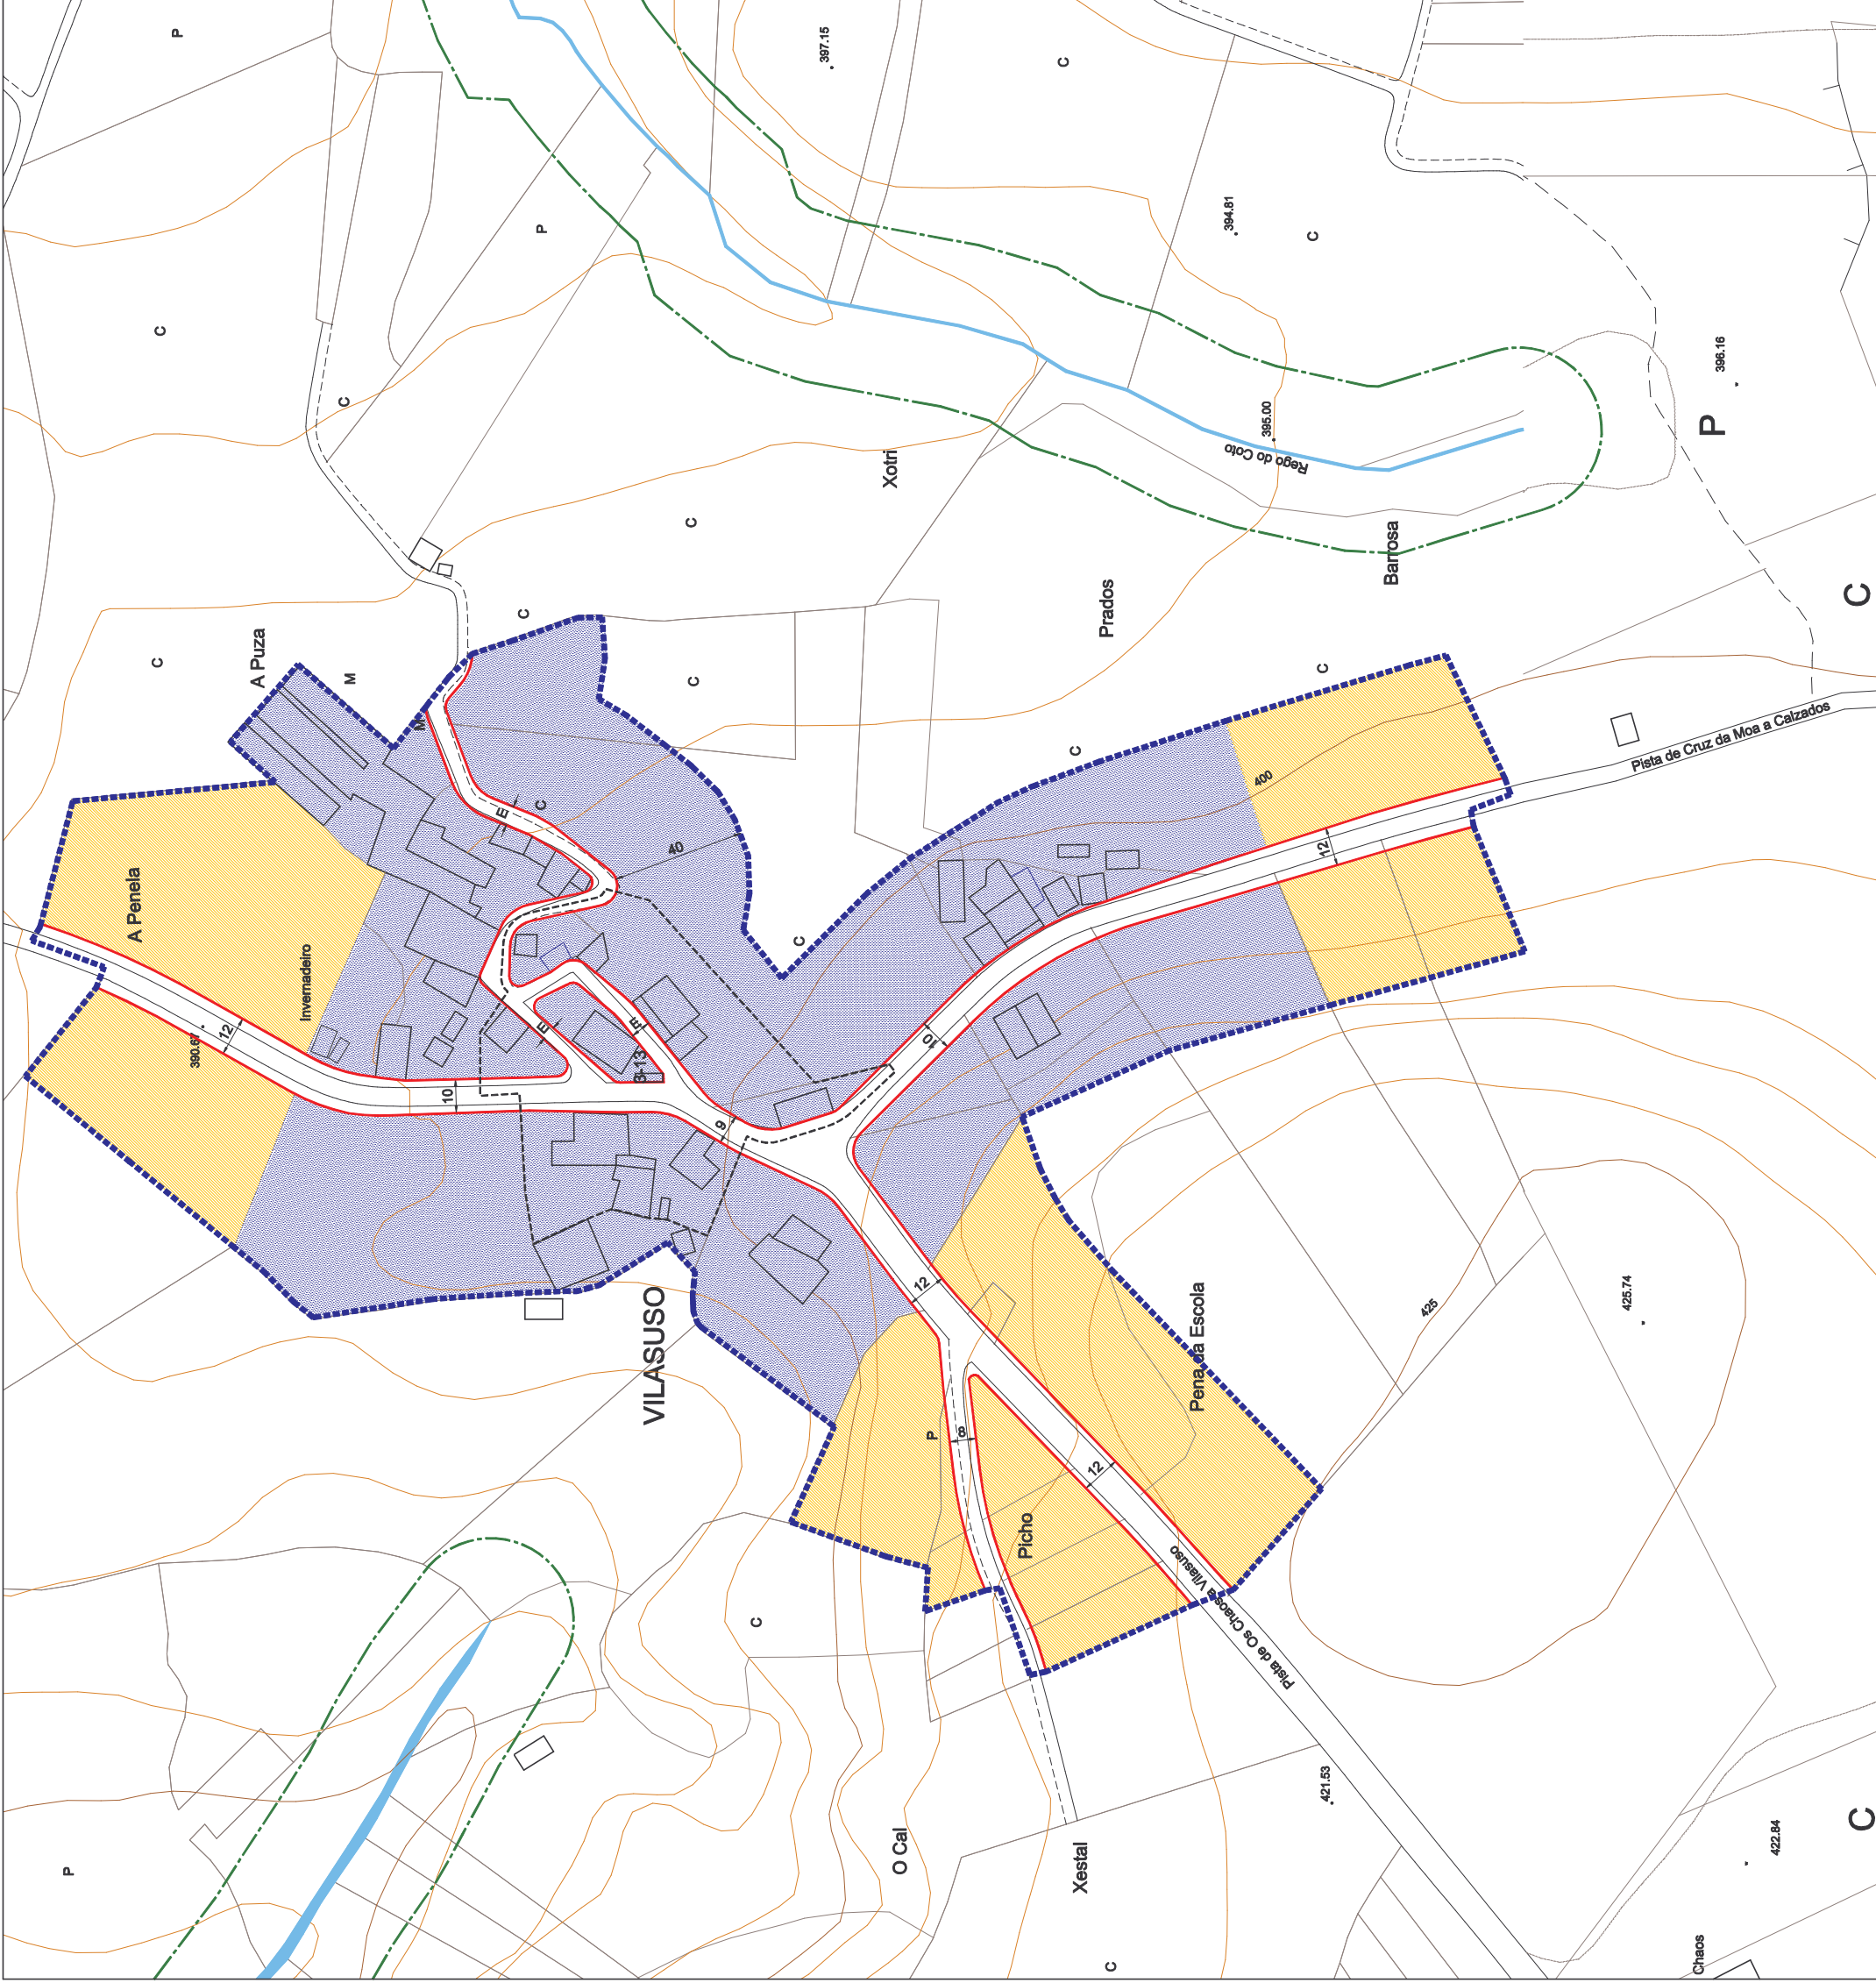 P
397.15
C
P
394.81
C
C
C
396.16
P
395.00
Rego do Coto
Xotri
C
Barrosa
C
Prados
C
A Puza
C
M
M
C
C
C
Pista de Cruz da Moa a Calzados
400
E
C
40
12
A Penela
Invernadeiro
C
390.67
12
E
E
10
3-13
10
9
12
VILASUSO
Pena da Escola
425
425.74
P
8
12
Picho
Pista de Os Chaos a Vilasuso
C
421.53
422.84
C
O Cal
Xestal
P
C
Chaos